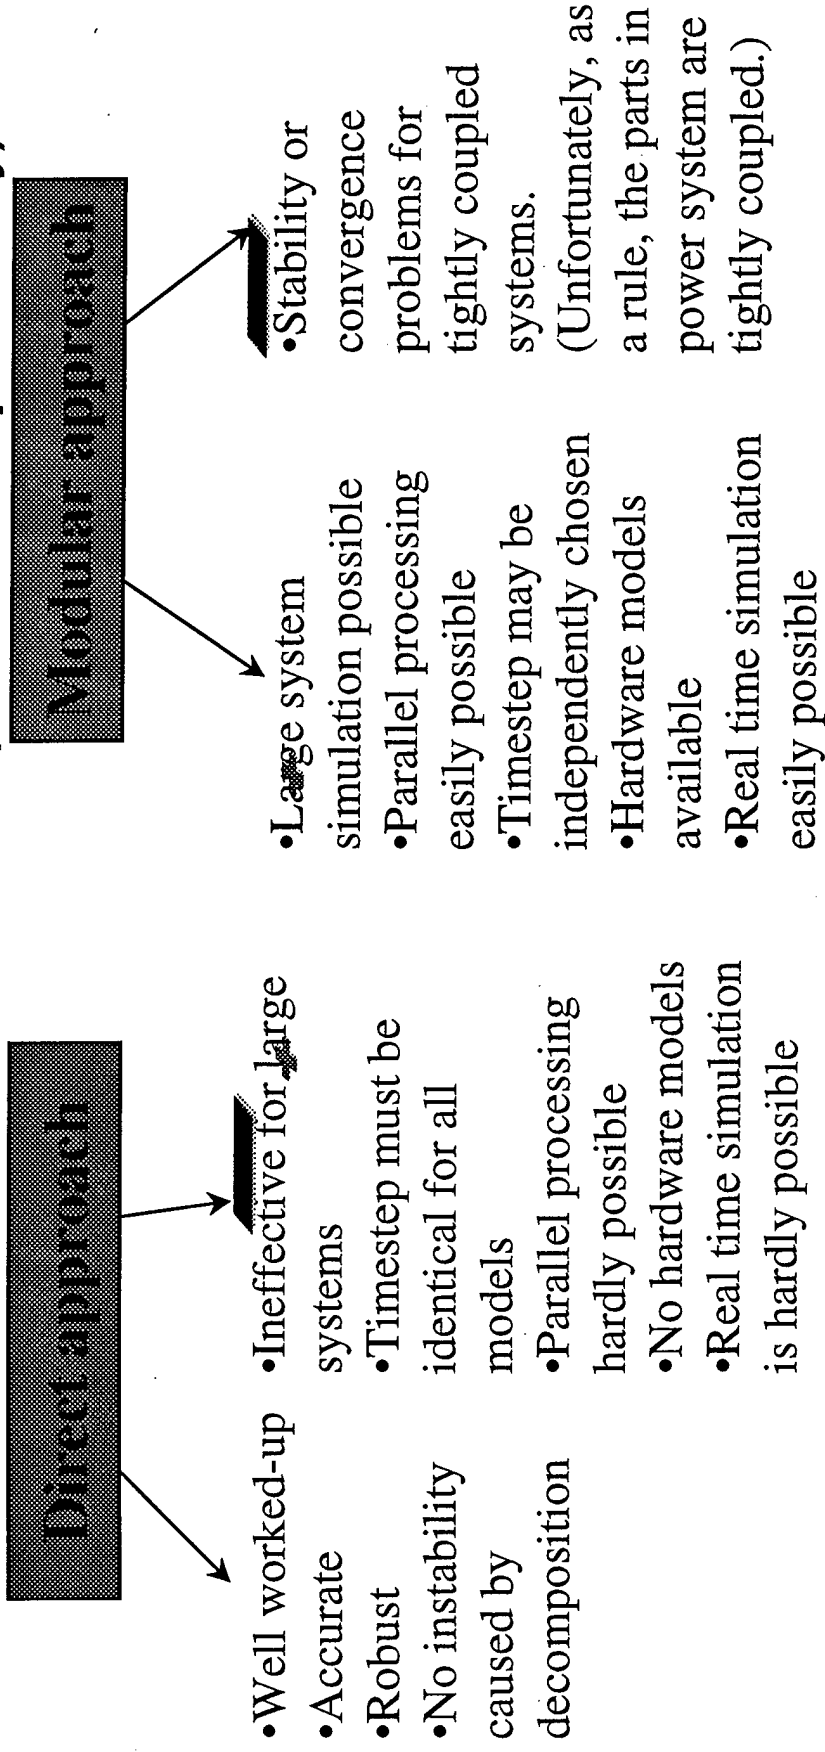 Direct approach
•Well worked-up
•Accurate
•Robust
•No instability
caused by
decomposition
•Ineffective for large
systems
•Timestep must be
identical for all
models
•Parallel processing
hardly possible
•No hardware models
•Real time simulation
is hardly possible
Modular approach
•Large system
simulation possible
•Parallel processing
easily possible
•Timestep may be
independently chosen
•Hardware models
available
•Real time simulation
easily possible
•Stability or
convergence
problems for
tightly coupled
systems.
(Unfortunately, as
a rule, the parts in
power system are
tightly coupled.)